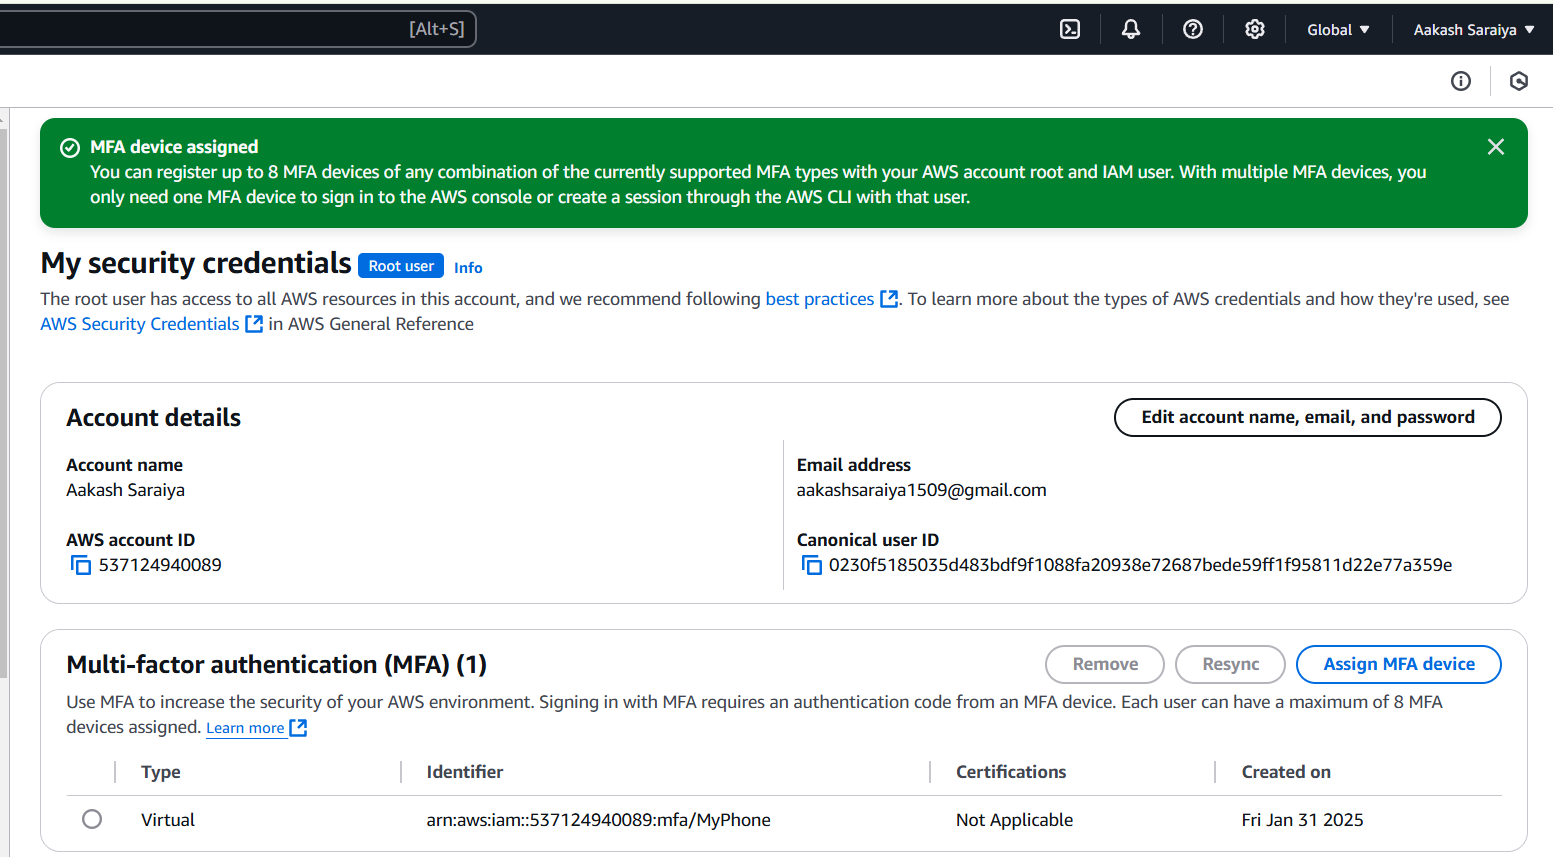 [Alt+S]
Global
Aakash Saraiya
MFA device assigned
You can register up to 8 MFA devices of any combination of the currently supported MFA types with your AWS account root and IAM user. With multiple MFA devices, you
only need one MFA device to sign in to the AWS console or create a session through the AWS CLI with that user.
My security credentials Root user Info
The root user has access to all AWS resources in this account, and we recommend following best practices. To learn more about the types of AWS credentials and how they're used, see
AWS Security Credentials in AWS General Reference
Account details
Edit account name, email, and password
Account name
Aakash Saraiya
Email address
aakashsaraiya1509@gmail.com
AWS account ID
537124940089
Canonical user ID
0230f5185035d483bdf9f1088fa20938e72687bede59ff1f95811d22e77a359e
Multi-factor authentication (MFA) (1)
Remove
Resync
Assign MFA device
Use MFA to increase the security of your AWS environment. Signing in with MFA requires an authentication code from an MFA device. Each user can have a maximum of 8 MFA
devices assigned. Learn more
Type Identifier Certifications Created on
Virtual arn:aws:iam::537124940089:mfa/MyPhone Not Applicable Fri Jan 31 2025